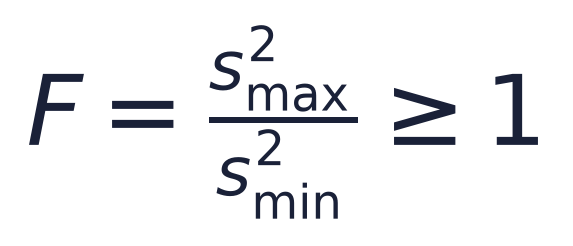 F = s²max / s²min ≥ 1